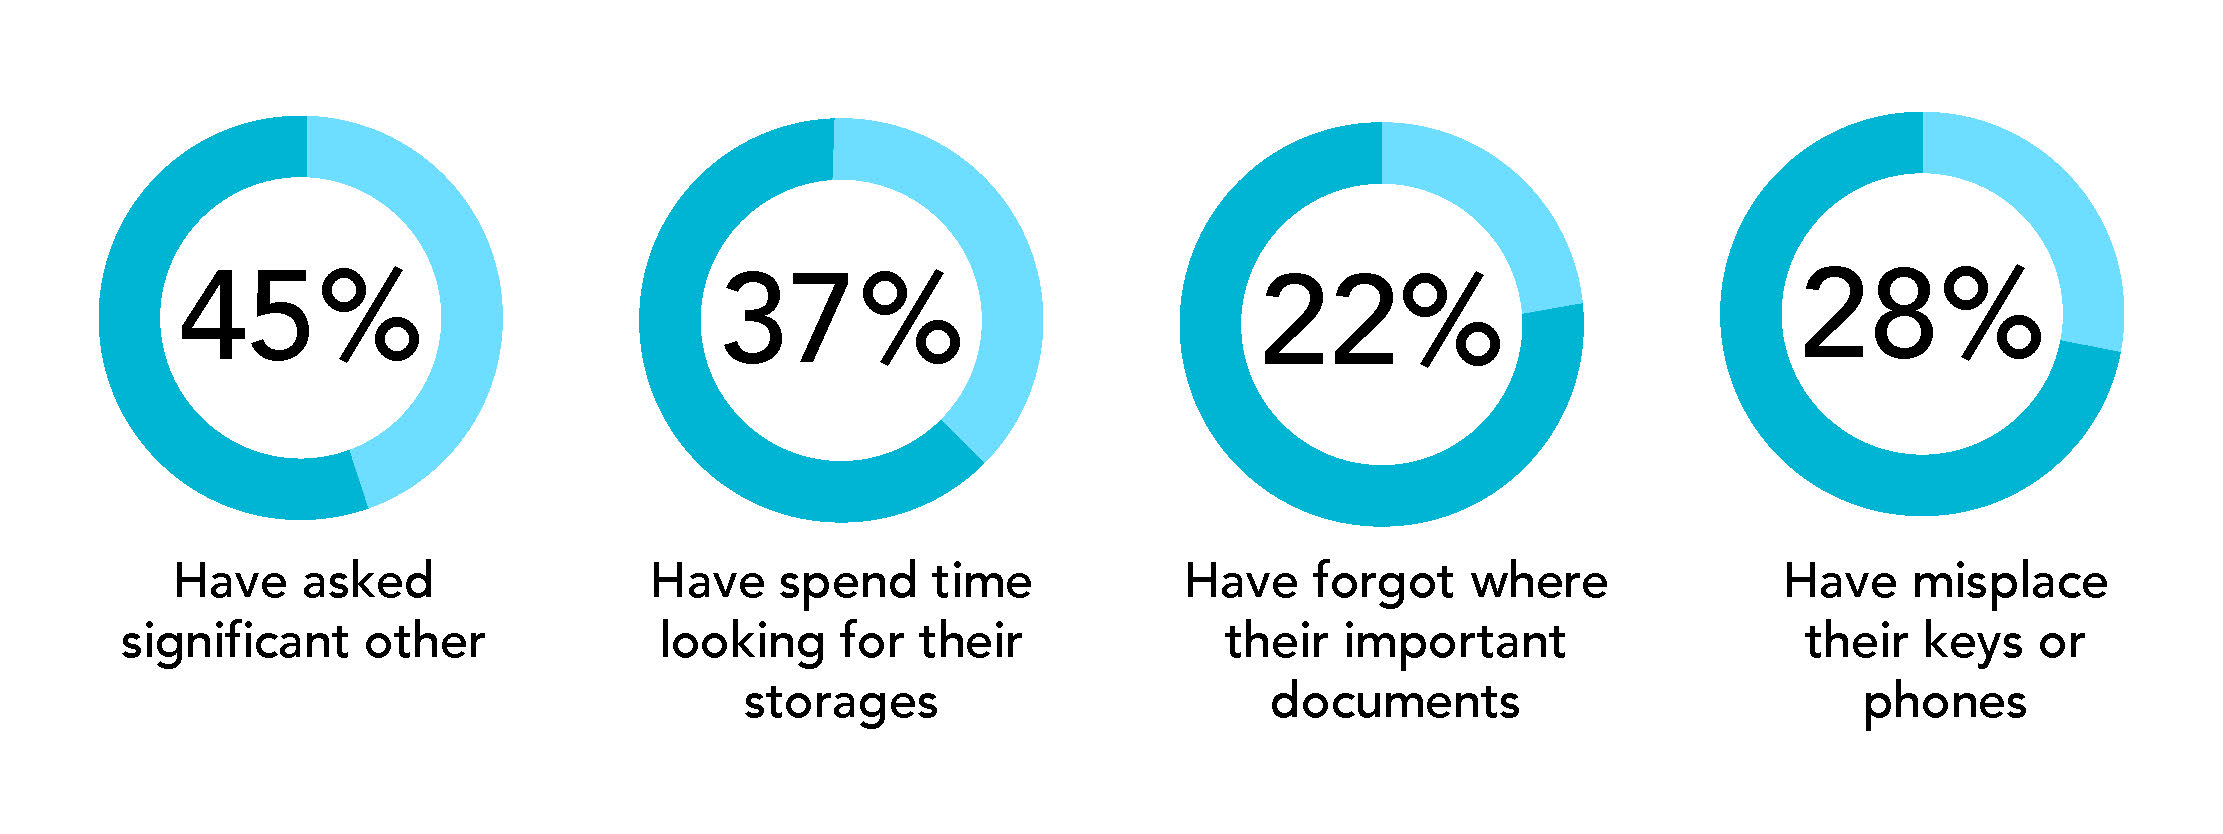 45%
Have asked
significant other
37%
Have spend time
looking for their
storages
22%
Have forgot where
their important
documents
28%
Have misplace
their keys or
phones